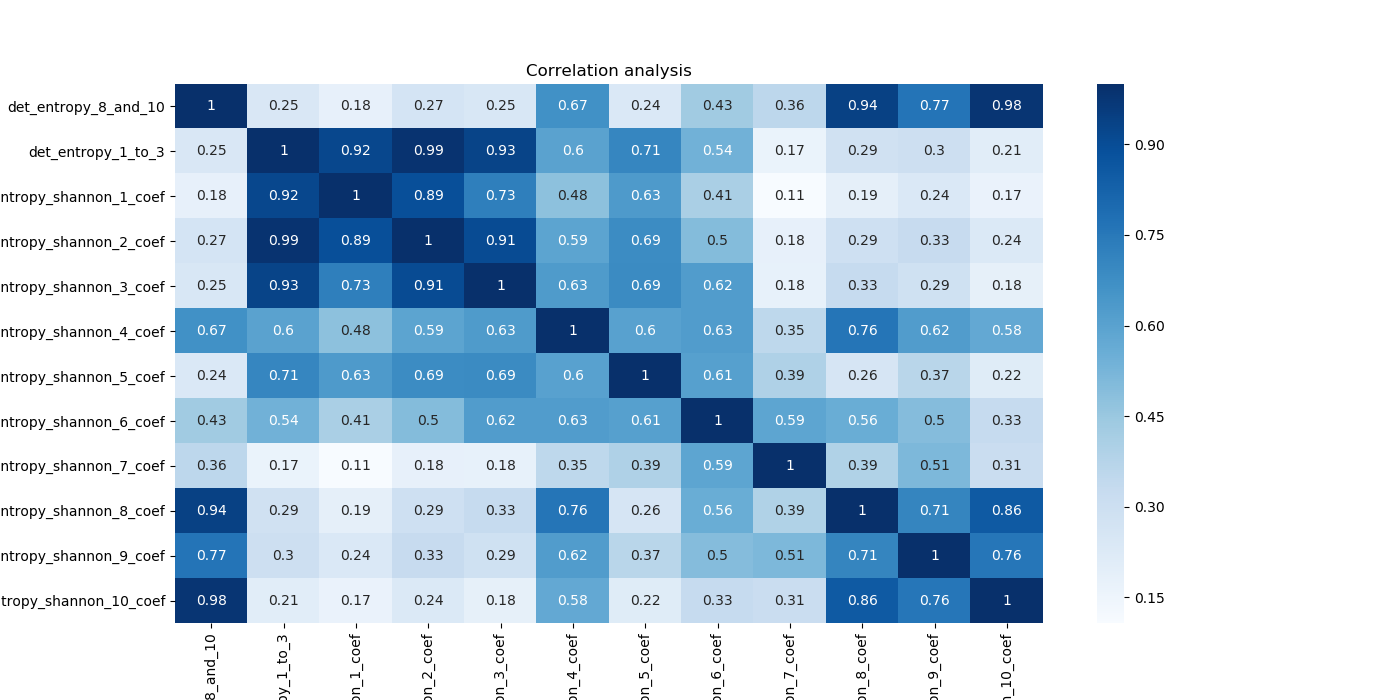 Correlation analysis
det_entropy_8_and_10 1 0.25 0.18 0.27 0.25 0.67 0.24 0.43 0.36 0.94 0.77 0.98
det_entropy_1_to_3 0.25 1 0.92 0.99 0.93 0.6 0.71 0.54 0.17 0.29 0.3 0.21
ntropy_shannon_1_coef 0.18 0.92 1 0.89 0.73 0.48 0.63 0.41 0.11 0.19 0.24 0.17
ntropy_shannon_2_coef 0.27 0.99 0.89 1 0.91 0.59 0.69 0.5 0.18 0.29 0.33 0.24
ntropy_shannon_3_coef 0.25 0.93 0.73 0.91 1 0.63 0.69 0.62 0.18 0.33 0.29 0.18
ntropy_shannon_4_coef 0.67 0.6 0.48 0.59 0.63 1 0.6 0.63 0.35 0.76 0.62 0.58
ntropy_shannon_5_coef 0.24 0.71 0.63 0.69 0.69 0.6 1 0.61 0.39 0.26 0.37 0.22
ntropy_shannon_6_coef 0.43 0.54 0.41 0.5 0.62 0.63 0.61 1 0.59 0.56 0.5 0.33
ntropy_shannon_7_coef 0.36 0.17 0.11 0.18 0.18 0.35 0.39 0.59 1 0.39 0.51 0.31
ntropy_shannon_8_coef 0.94 0.29 0.19 0.29 0.33 0.76 0.26 0.56 0.39 1 0.71 0.86
ntropy_shannon_9_coef 0.77 0.3 0.24 0.33 0.29 0.62 0.37 0.5 0.51 0.71 1 0.76
tropy_shannon_10_coef 0.98 0.21 0.17 0.24 0.18 0.58 0.22 0.33 0.31 0.86 0.76 1
8_and_10
py_1_to_3
on_1_coef
on_2_coef
on_3_coef
on_4_coef
on_5_coef
on_6_coef
on_7_coef
on_8_coef
on_9_coef
n_10_coef
0.90
0.75
0.60
0.45
0.30
0.15